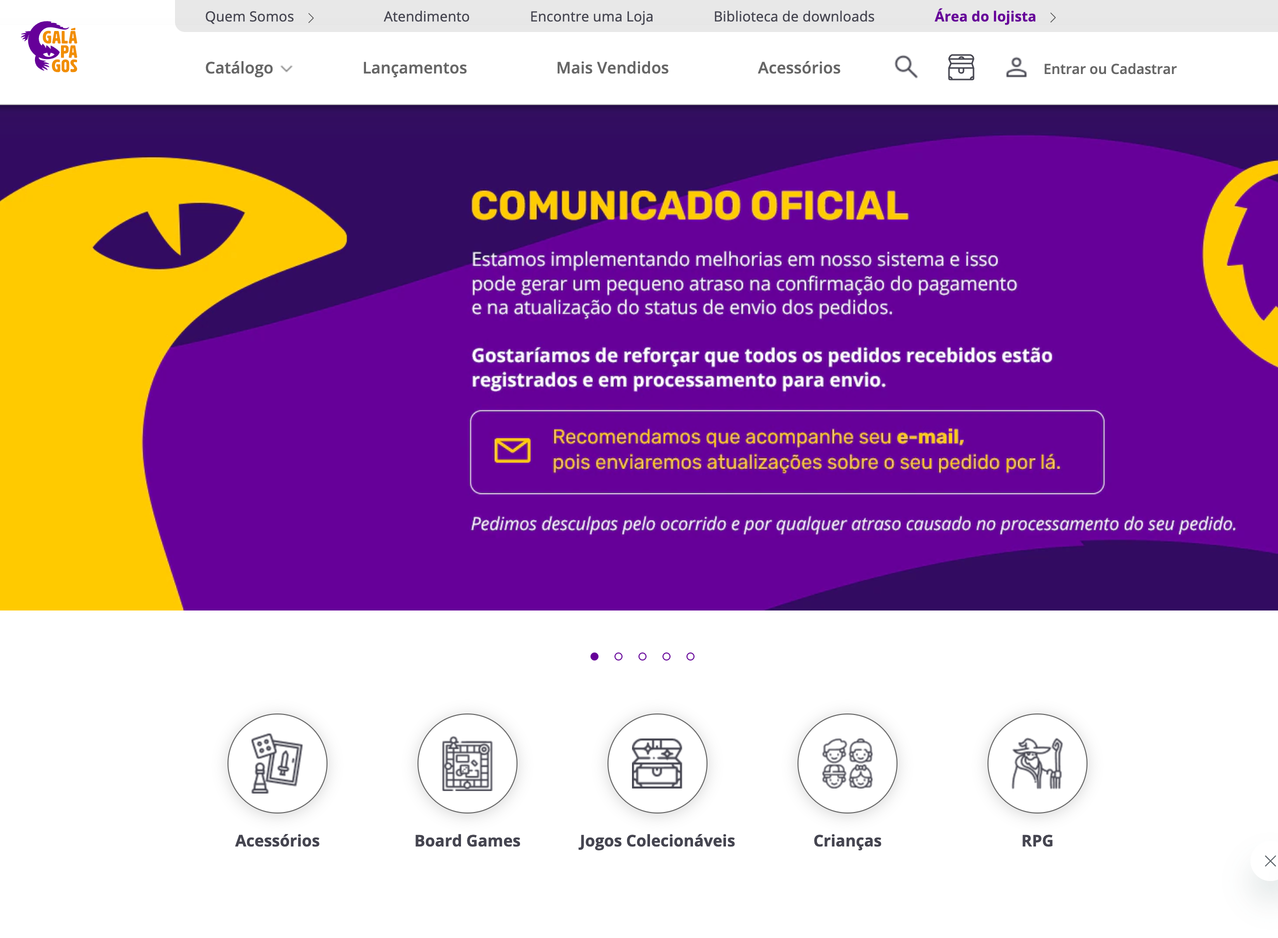 Quem Somos
Atendimento
Encontre uma Loja
Biblioteca de downloads
Área do lojista
GALÁ
PA
GOS
Catálogo
Lançamentos
Mais Vendidos
Acessórios
Entrar ou Cadastrar
COMUNICADO OFICIAL
Estamos implementando melhorias em nosso sistema e isso
pode gerar um pequeno atraso na confirmação do pagamento
e na atualização do status de envio dos pedidos.
Gostaríamos de reforçar que todos os pedidos recebidos estão
registrados e em processamento para envio.
Recomendamos que acompanhe seu e-mail,
pois enviaremos atualizações sobre o seu pedido por lá.
Pedimos desculpas pelo ocorrido e por qualquer atraso causado no processamento do seu pedido.
Acessórios
Board Games
Jogos Colecionáveis
Crianças
RPG